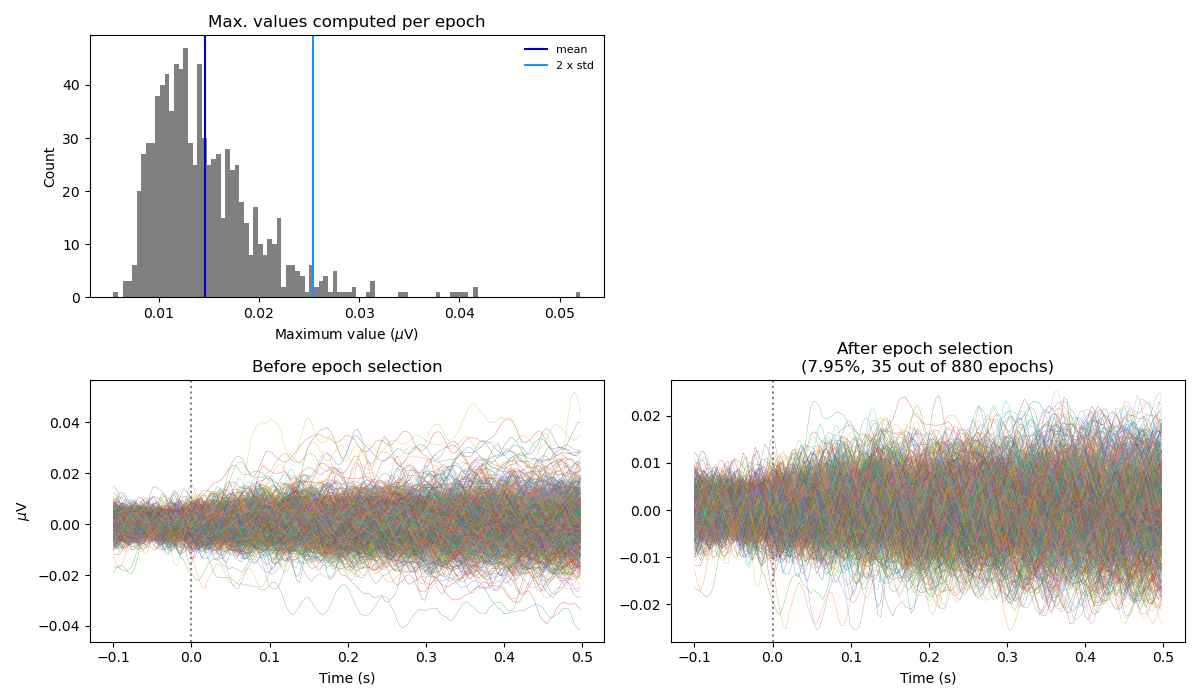 Max. values computed per epoch
mean
2 x std
40
30
20
10
0
Count
0.01 0.02 0.03 0.04 0.05
Maximum value (µV)
Before epoch selection
0.04
0.02
0.00
−0.02
−0.04
µV
−0.1 0.0 0.1 0.2 0.3 0.4 0.5
Time (s)
After epoch selection
(7.95%, 35 out of 880 epochs)
0.02
0.01
0.00
−0.01
−0.02
−0.1 0.0 0.1 0.2 0.3 0.4 0.5
Time (s)